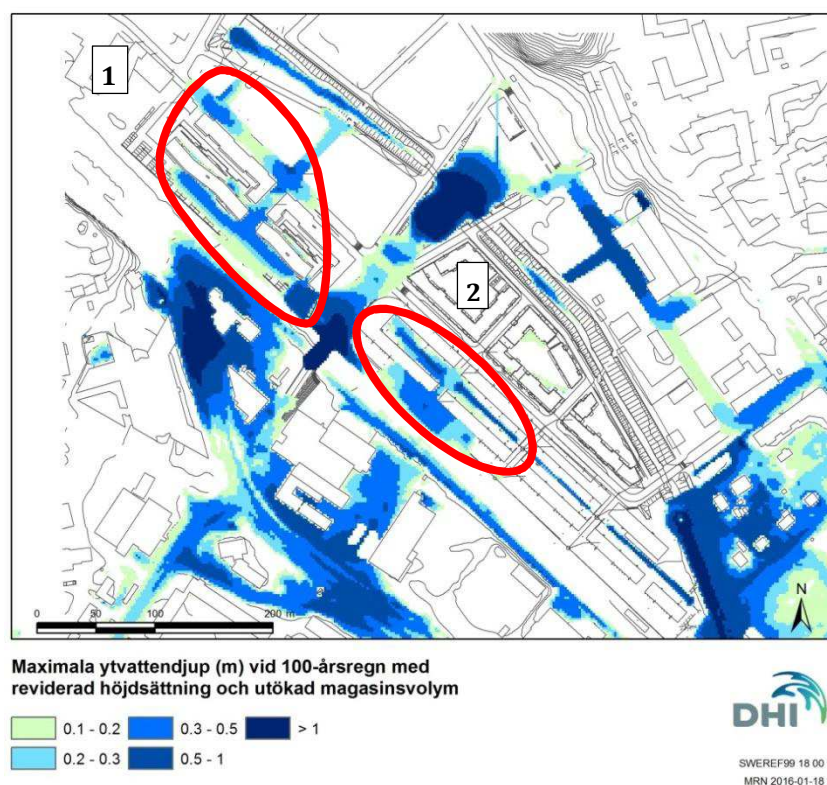 1
2
N
0 50 100 200 m
Maximala ytvattendjup (m) vid 100-årsregn med
reviderad höjdsättning och utökad magasinsvolym
0.1 - 0.2 0.3 - 0.5 > 1
0.2 - 0.3 0.5 - 1
DHI
SWEREF99 18 00
MRN 2016-01-18